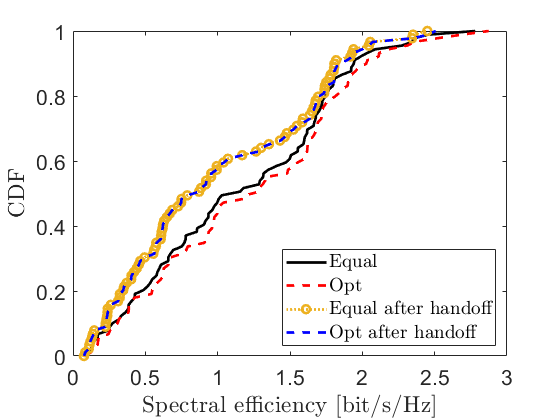 1
0.8
0.6
0.4
0.2
0
CDF
0 0.5 1 1.5 2 2.5 3
Spectral efficiency [bit/s/Hz]
Equal
Opt
Equal after handoff
Opt after handoff